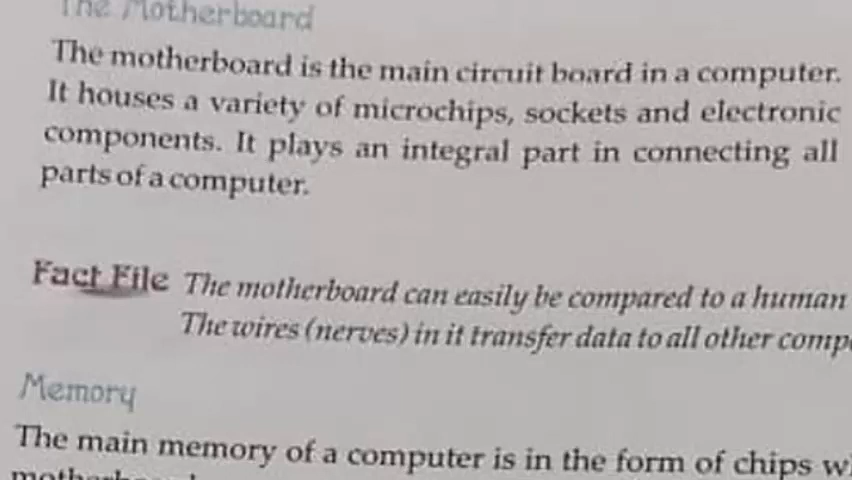 The Motherboard
The motherboard is the main circuit board in a computer.
It houses a variety of microchips, sockets and electronic
components. It plays an integral part in connecting all
parts of a computer.
Fact File The motherboard can easily be compared to a human
The wires (nerves) in it transfer data to all other
Memory
The main memory of a computer is in the form of chips